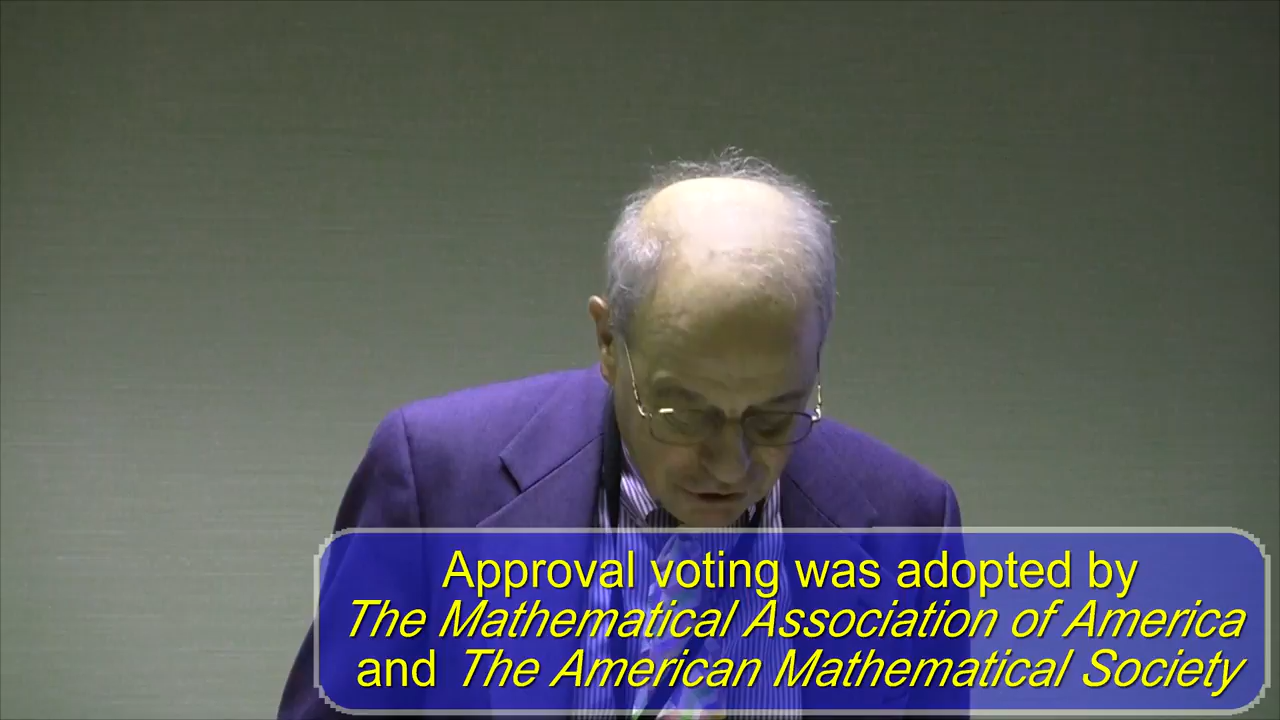 Approval voting was adopted by
The Mathematical Association of America
and The American Mathematical Society